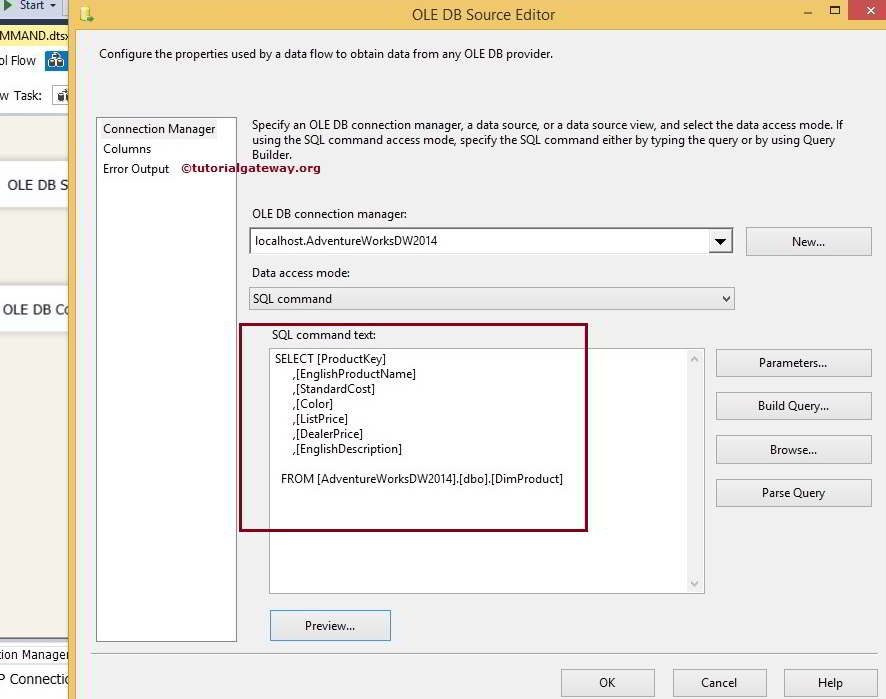 Start
OLE DB Source Editor
MMAND.dtsx
ol Flow
Configure the properties used by a data flow to obtain data from any OLE DB provider.
w Task:
Connection Manager
Columns
Error Output
©tutorialgateway.org
Specify an OLE DB connection manager, a data source, or a data source view, and select the data access mode. If
using the SQL command access mode, specify the SQL command either by typing the query or by using Query
Builder.
OLE DB S
OLE DB connection manager:
localhost.AdventureWorksDW2014
New...
Data access mode:
SQL command
OLE DB Co
SQL command text:
SELECT [ProductKey]
,[EnglishProductName]
,[StandardCost]
,[Color]
,[ListPrice]
,[DealerPrice]
,[EnglishDescription]
FROM [AdventureWorksDW2014].[dbo].[DimProduct]
Parameters...
Build Query...
Browse...
Parse Query
Preview...
tion Manager
P Connectio
OK
Cancel
Help